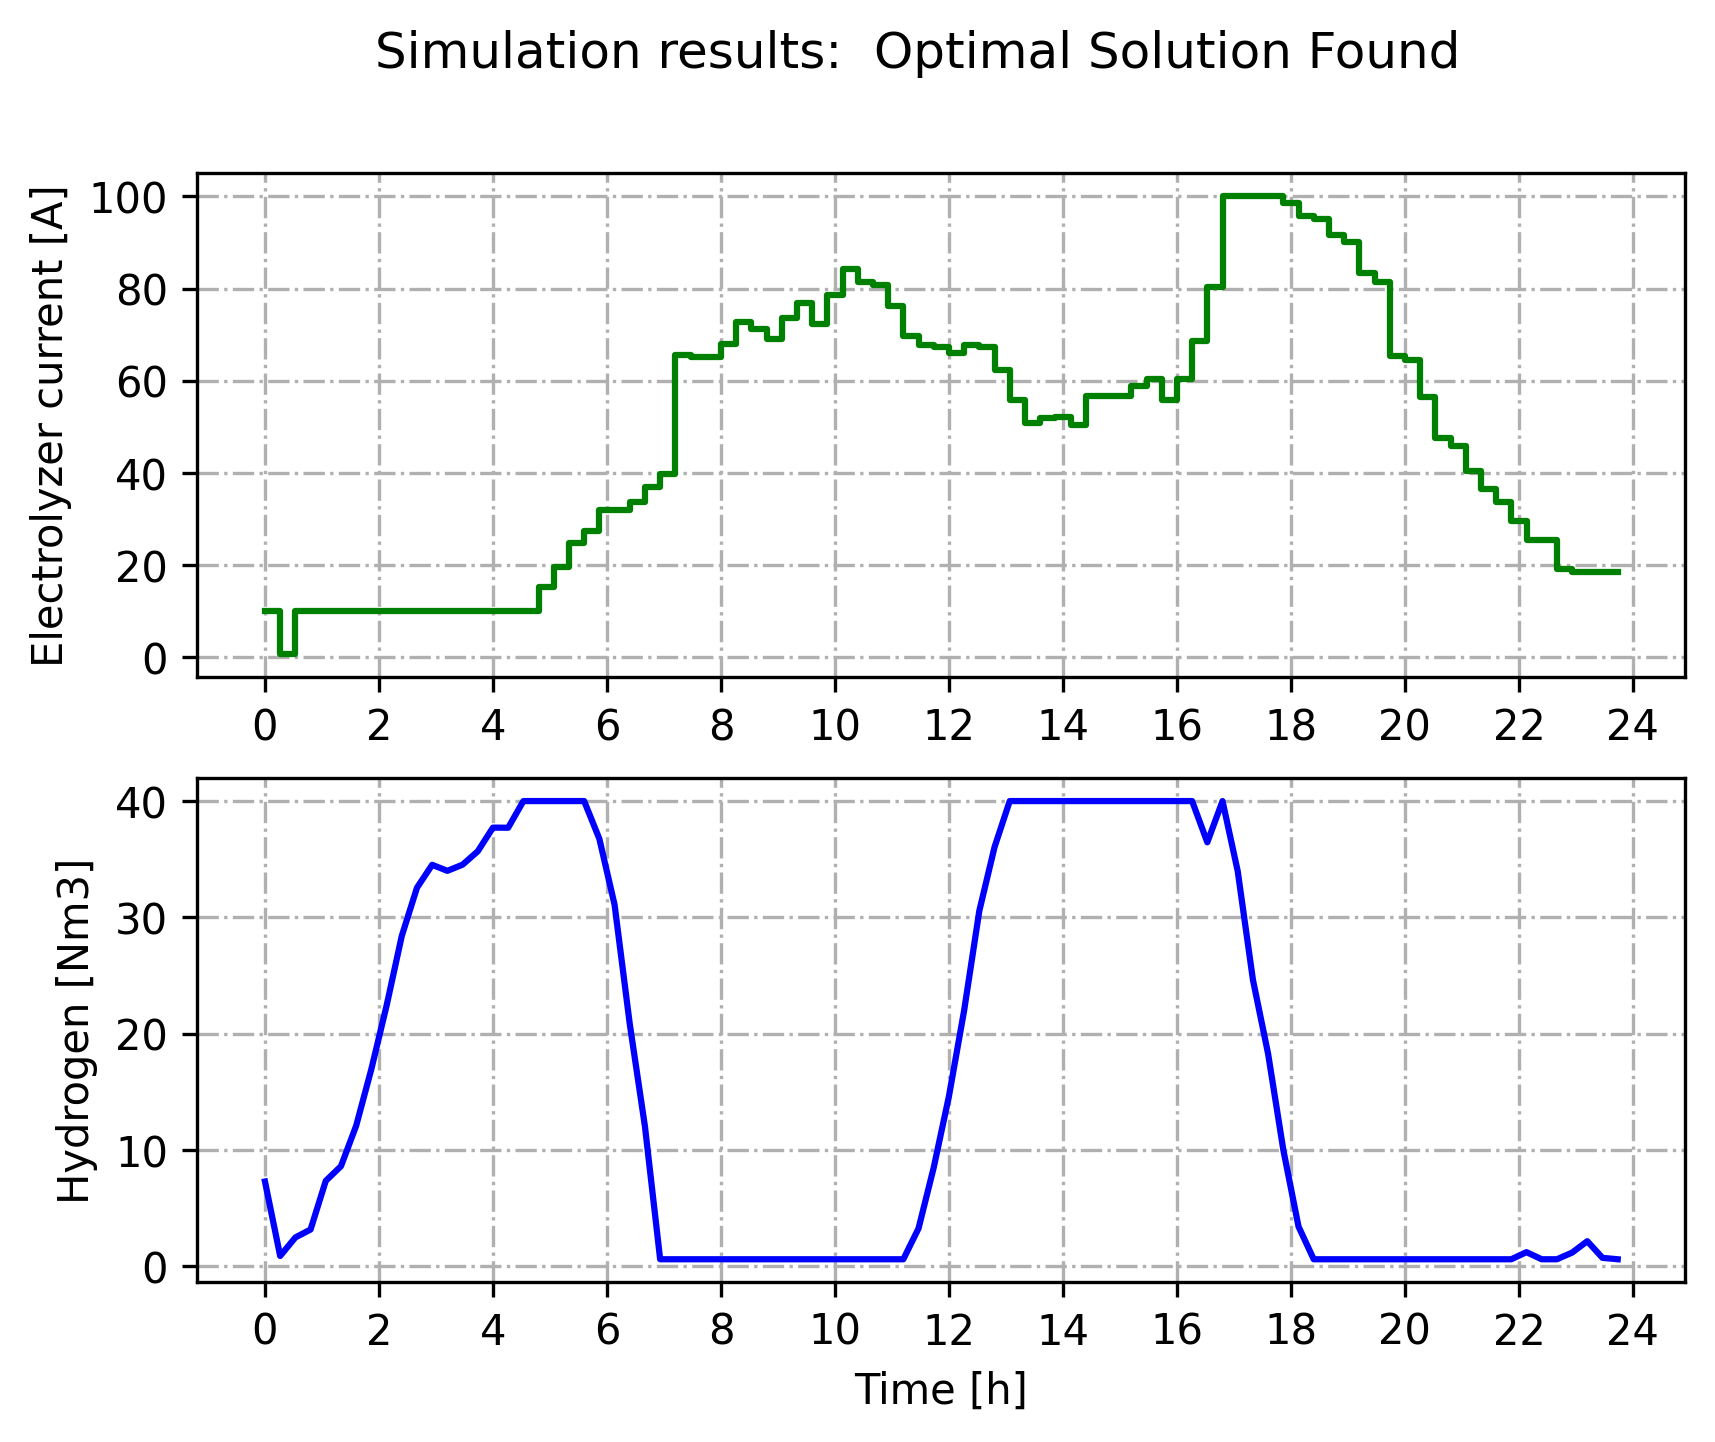 Simulation results:  Optimal Solution Found
Electrolyzer current [A]
100
80
60
40
20
0
0 2 4 6 8 10 12 14 16 18 20 22 24
Hydrogen [Nm3]
40
30
20
10
0
0 2 4 6 8 10 12 14 16 18 20 22 24
Time [h]